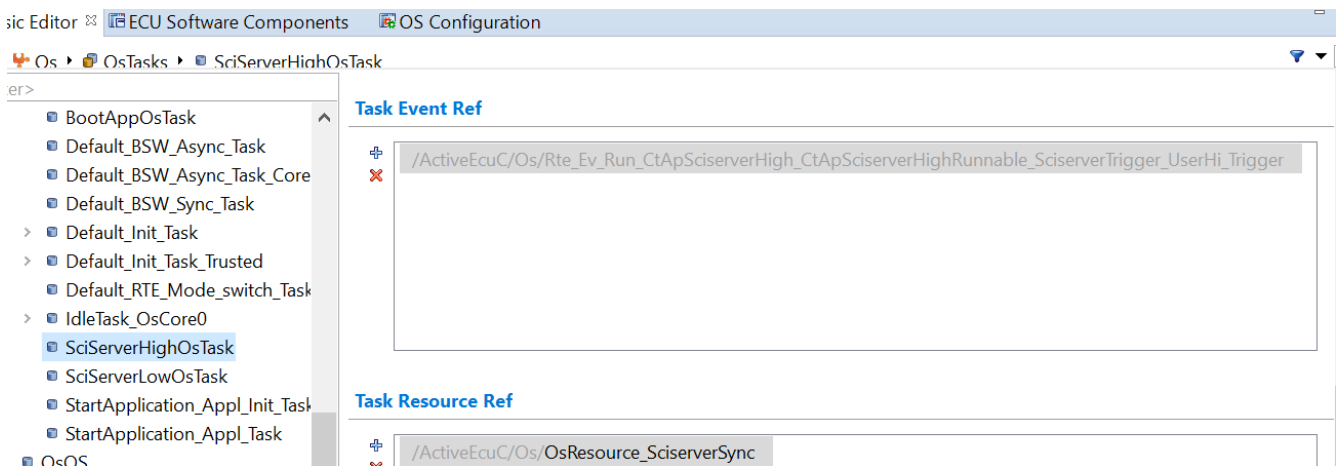 sic Editor ECU Software Components OS Configuration
Os OsTasks SciServerHighOsTask
er>
BootAppOsTask
Default_BSW_Async_Task
Default_BSW_Async_Task_Core
Default_BSW_Sync_Task
Default_Init_Task
Default_Init_Task_Trusted
Default_RTE_Mode_switch_Task
IdleTask_OsCore0
SciServerHighOsTask
SciServerLowOsTask
StartApplication_Appl_Init_Task
StartApplication_Appl_Task
OsOS
Task Event Ref
/ActiveEcuC/Os/Rte_Ev_Run_CtApSciserverHigh_CtApSciserverHighRunnable_SciserverTrigger_UserHi_Trigger
Task Resource Ref
/ActiveEcuC/Os/OsResource_SciserverSync